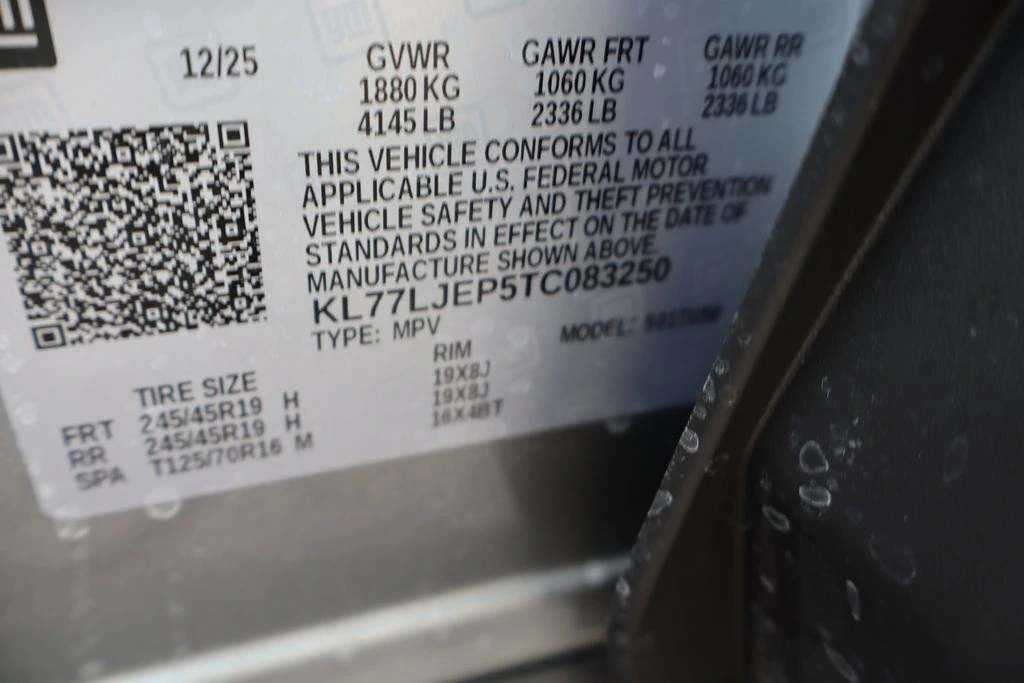 GM
12/25
GVWR GAWR FRT GAWR RR
1880 KG 1060 KG 1060 KG
4145 LB 2336 LB 2336 LB
THIS VEHICLE CONFORMS TO ALL
APPLICABLE U.S. FEDERAL MOTOR
VEHICLE SAFETY AND THEFT PREVENTION
STANDARDS IN EFFECT ON THE DATE OF
MANUFACTURE SHOWN ABOVE.
KL77LJEP5TC083250
TYPE: MPV MODEL:
TIRE SIZE RIM
FRT 245/45R19 H 19X8J
RR 245/45R19 H 19X8J
SPA T125/70R16 M 16X4BT